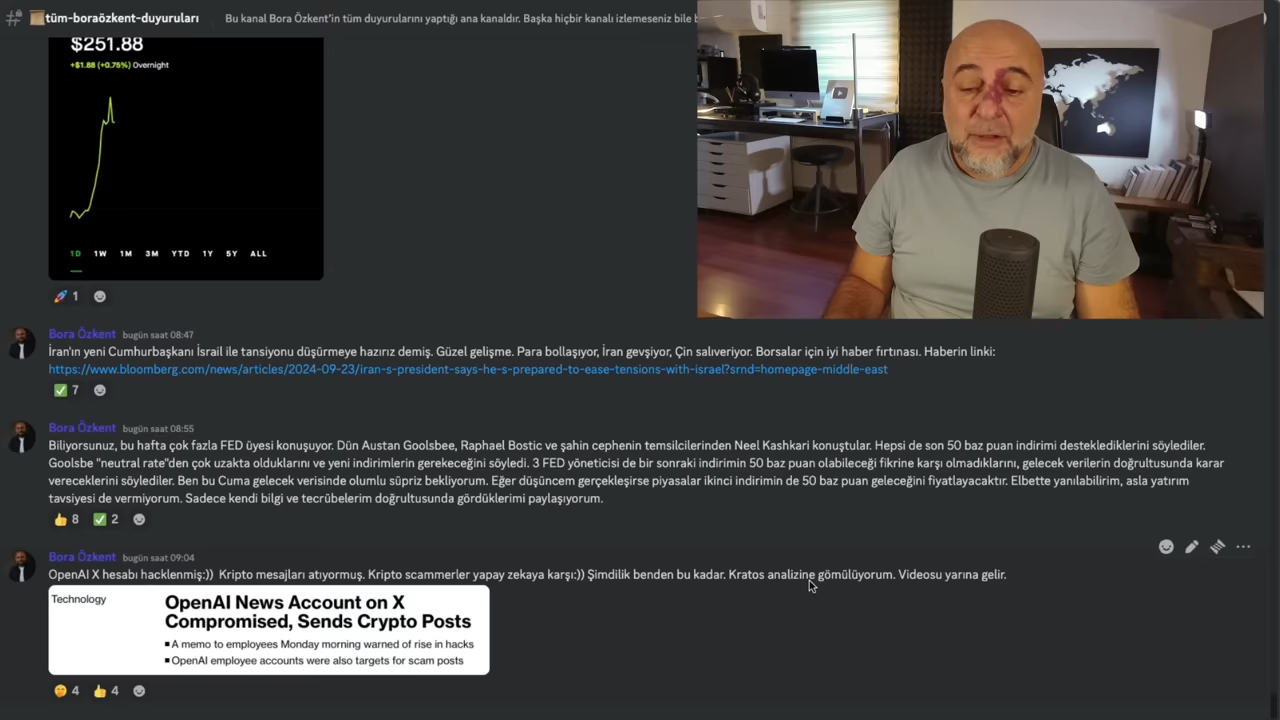 tüm-boraözkent-duyuruları
Bu kanal Bora Özkent'in tüm duyurularını yaptığı ana kanaldır. Başka hiçbir kanalı izlemeseniz bile b
$251.88
+$1.88 (+0.75%) Overnight
1D 1W 1M 3M YTD 1Y 5Y ALL
1
Bora Özkent bugün saat 08:47
İran'ın yeni Cumhurbaşkanı İsrail ile tansiyonu düşürmeye hazırız demiş. Güzel gelişme. Para bollaşıyor, İran gevşiyor, Çin salıveriyor. Borsalar için iyi haber fırtınası. Haberin linki:
https://www.bloomberg.com/news/articles/2024-09-23/iran-s-president-says-he-s-prepared-to-ease-tensions-with-israel?srnd=homepage-middle-east
7
Bora Özkent bugün saat 08:55
Biliyorsunuz, bu hafta çok fazla FED üyesi konuşuyor. Dün Austan Goolsbee, Raphael Bostic ve şahin cephenin temsilcilerinden Neel Kashkari konuştular. Hepsi de son 50 baz puan indirimi desteklediklerini söylediler.
Goolsbe "neutral rate"den çok uzakta olduklarını ve yeni indirimlerin gerekeceğini söyledi. 3 FED yöneticisi de bir sonraki indirimin 50 baz puan olabileceği fikrine karşı olmadıklarını, gelecek verilerin doğrultusunda karar
vereceklerini söylediler. Ben bu Cuma gelecek verisinde olumlu süpriz bekliyorum. Eğer düşüncem gerçekleşirse piyasalar ikinci indirimin de 50 baz puan geleceğini fiyatlayacaktır. Elbette yanılabilirim, asla yatırım
tavsiyesi de vermiyorum. Sadece kendi bilgi ve tecrübelerim doğrultusunda gördüklerimi paylaşıyorum.
8 2
Bora Özkent bugün saat 09:04
OpenAI X hesabı hacklenmiş:)) Kripto mesajları atıyormuş. Kripto scammerler yapay zekaya karşı:)) Şimdilik benden bu kadar. Kratos analizine gömülüyorum. Videosu yarına gelir.
Technology
OpenAI News Account on X
Compromised, Sends Crypto Posts
▪ A memo to employees Monday morning warned of rise in hacks
▪ OpenAI employee accounts were also targets for scam posts
4 4